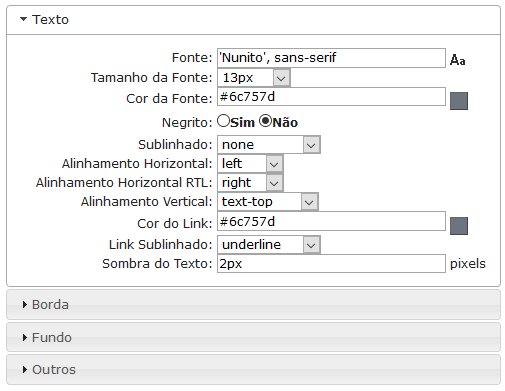 Texto
Fonte: 'Nunito', sans-serif Aa
Tamanho da Fonte: 13px
Cor da Fonte: #6c757d
Negrito: Sim Não
Sublinhado: none
Alinhamento Horizontal: left
Alinhamento Horizontal RTL: right
Alinhamento Vertical: text-top
Cor do Link: #6c757d
Link Sublinhado: underline
Sombra do Texto: 2px pixels
Borda
Fundo
Outros